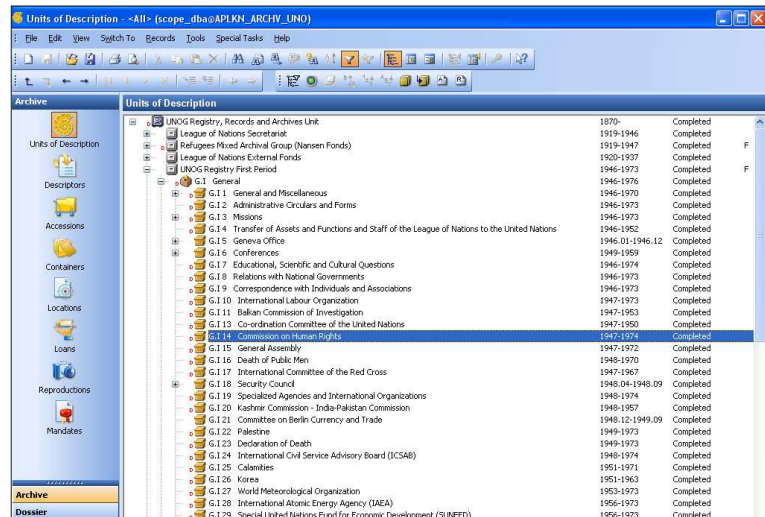 Units of Description - <All> (scope_dba@APLKN_ARCHV_UNO)
File Edit View Switch To Records Tools Special Tasks Help
Archive
Units of Description
Units of Description
Descriptors
Accessions
Containers
Locations
Loans
Reproductions
Mandates
Archive
Dossier
UNOG Registry, Records and Archives Unit 1870- Completed
League of Nations Secretariat 1919-1946 Completed
Refugees Mixed Archival Group (Nansen Fonds) 1919-1947 Completed F
League of Nations External Fonds 1920-1937 Completed
UNOG Registry First Period 1946-1973 Completed F
G.I General 1946-1976 Completed
G.I 1 General and Miscellaneous 1946-1970 Completed
G.I 2 Administrative Circulars and Forms 1946-1973 Completed
G.I 3 Missions 1946-1973 Completed
G.I 4 Transfer of Assets and Functions and Staff of the League of Nations to the United Nations 1946-1952 Completed
G.I 5 Geneva Office 1946.01-1946.12 Completed
G.I 6 Conferences 1949-1959 Completed
G.I 7 Educational, Scientific and Cultural Questions 1946-1974 Completed
G.I 8 Relations with National Governments 1946-1973 Completed
G.I 9 Correspondence with Individuals and Associations 1946-1973 Completed
G.I 10 International Labour Organization 1947-1973 Completed
G.I 11 Balkan Commission of Investigation 1947-1953 Completed
G.I 13 Co-ordination Committee of the United Nations 1947-1950 Completed
G.I 14 Commission on Human Rights 1947-1974 Completed
G.I 15 General Assembly 1947-1972 Completed
G.I 16 Death of Public Men 1948-1970 Completed
G.I 17 International Committee of the Red Cross 1947-1967 Completed
G.I 18 Security Council 1948.04-1948.09 Completed
G.I 19 Specialized Agencies and International Organizations 1948-1974 Completed
G.I 20 Kashmir Commission - India-Pakistan Commission 1948-1957 Completed
G.I 21 Committee on Berlin Currency and Trade 1948.12-1949.09 Completed
G.I 22 Palestine 1949-1973 Completed
G.I 23 Declaration of Death 1949-1973 Completed
G.I 24 International Civil Service Advisory Board (ICSAB) 1948-1974 Completed
G.I 25 Calamities 1951-1971 Completed
G.I 26 Korea 1951-1963 Completed
G.I 27 World Meteorological Organization 1953-1973 Completed
G.I 28 International Atomic Energy Agency (IAEA) 1956-1973 Completed
G.I 29 Special United Nations Fund for Economic Development (SUNFED) 1956-1973 Completed